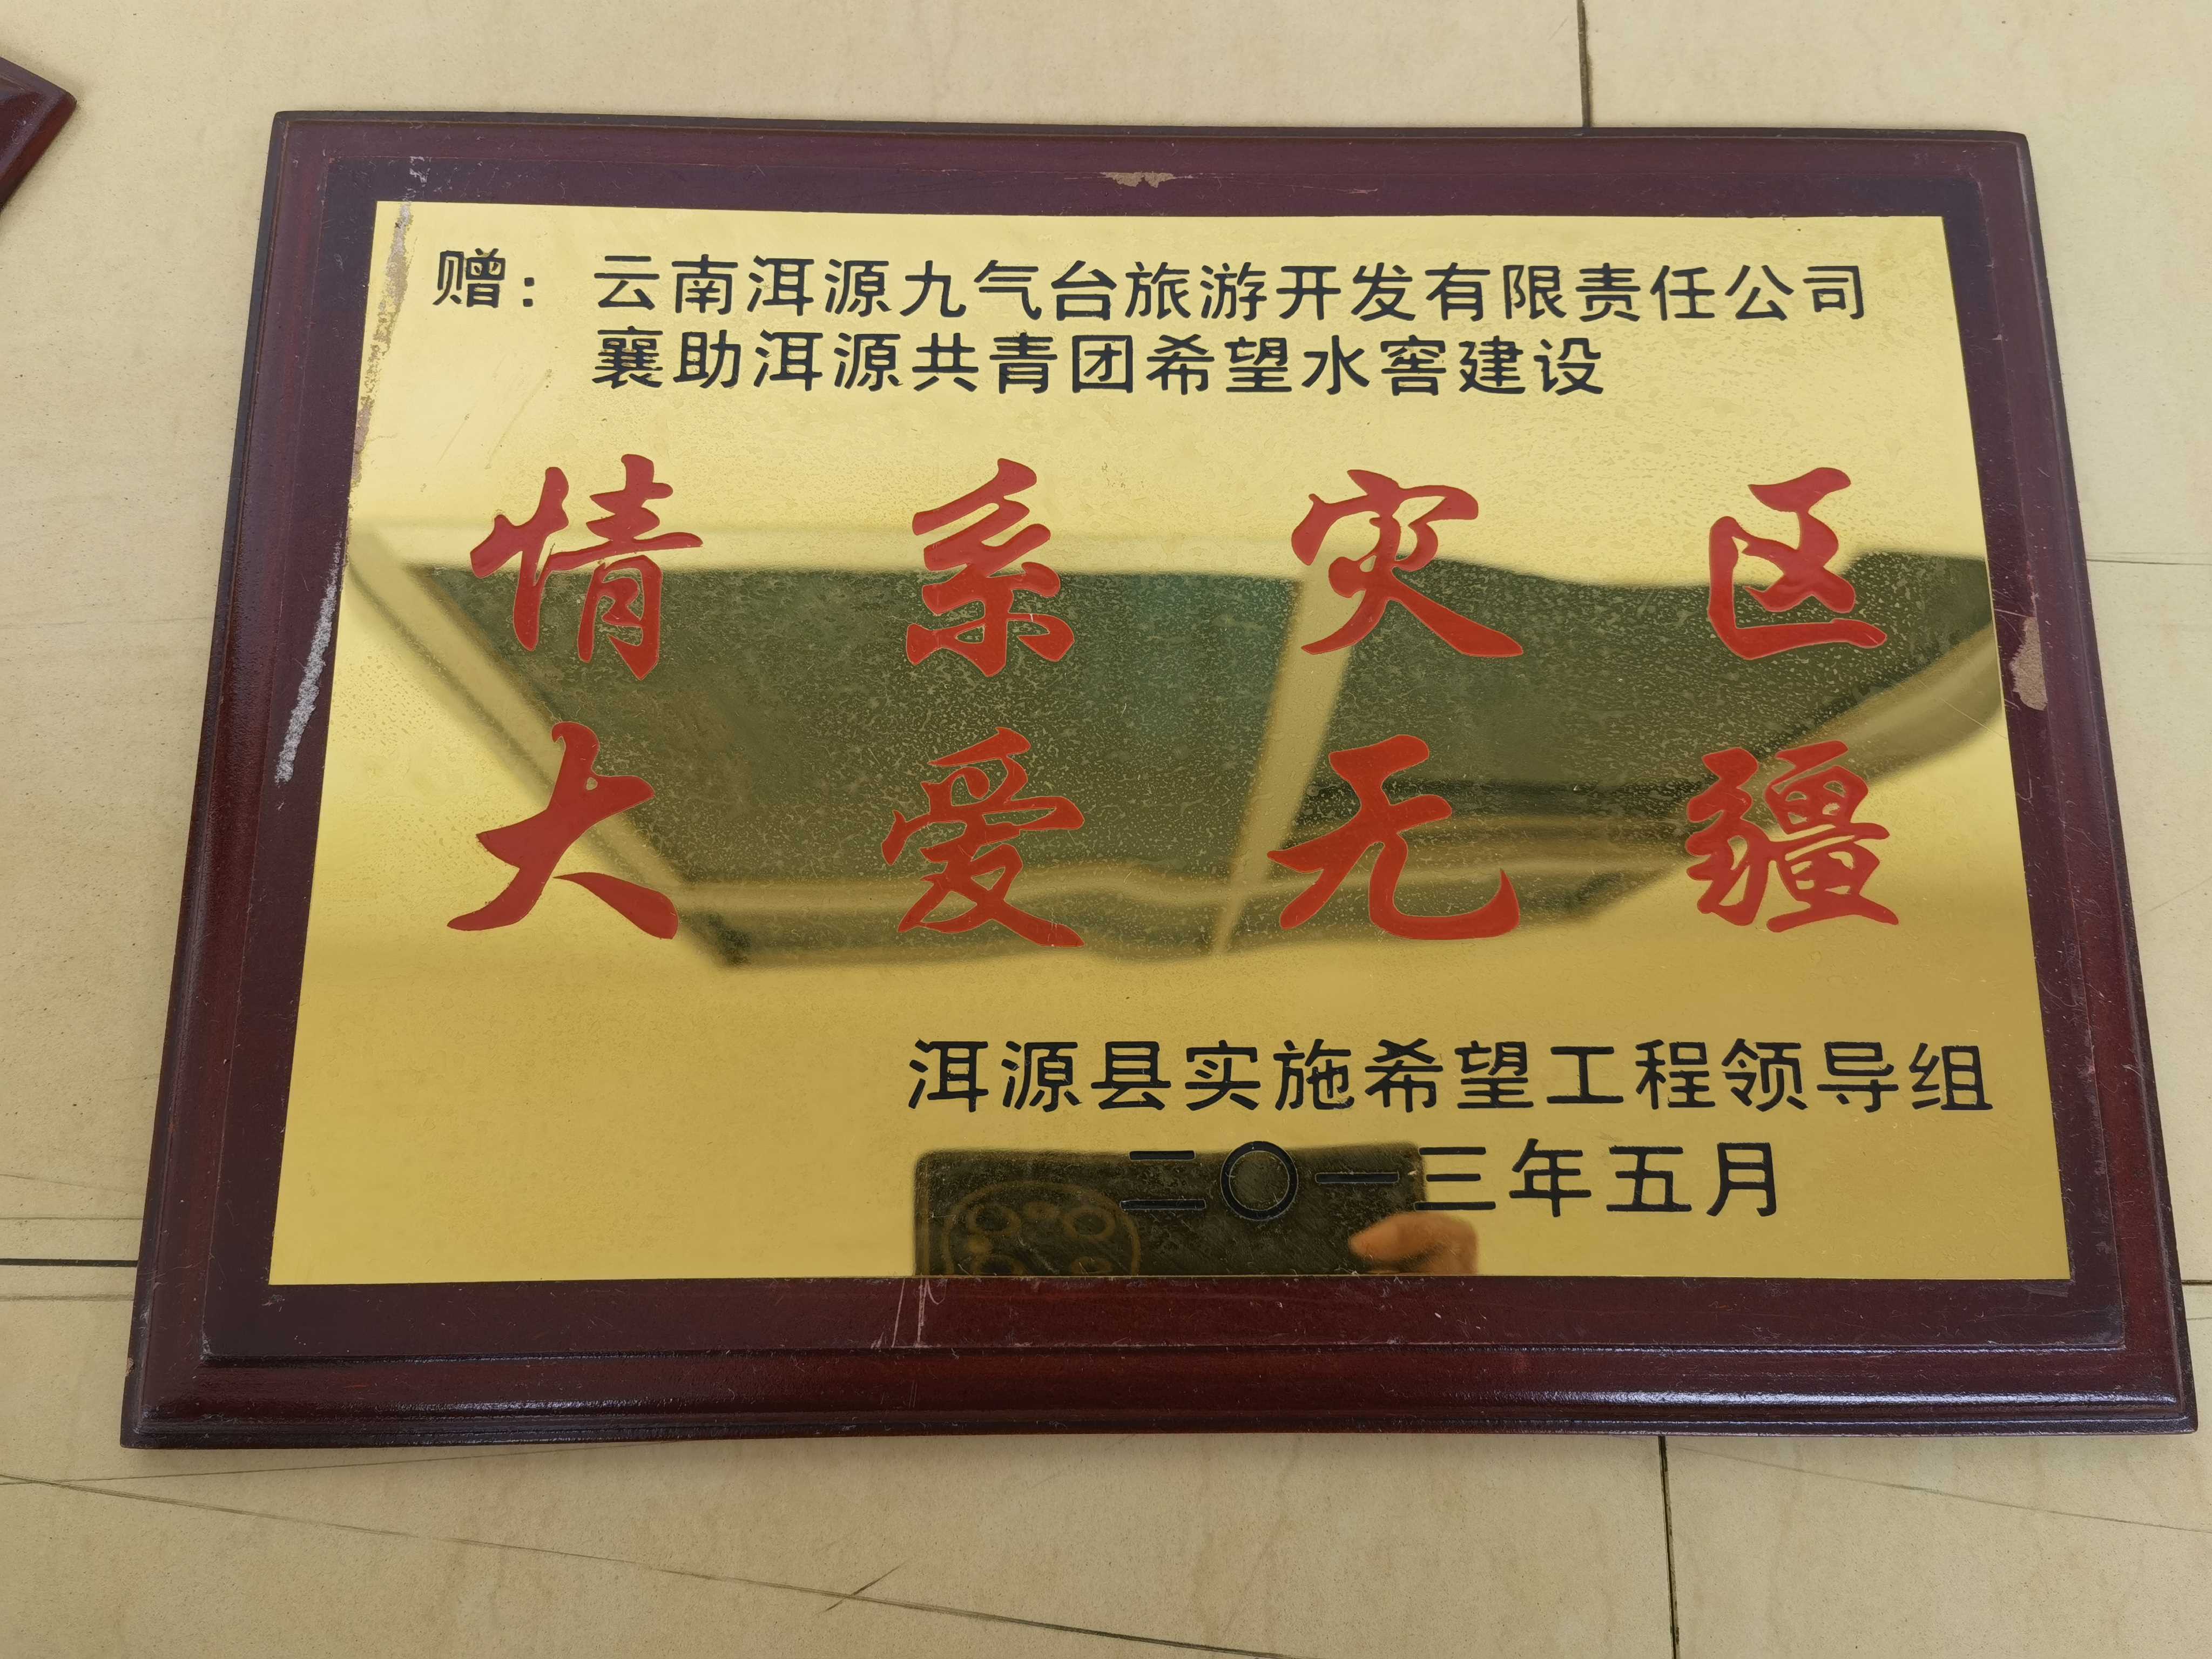 赠：云南洱源九气台旅游开发有限责任公司
襄助洱源共青团希望水窖建设
情系灾区
大爱无疆
洱源县实施希望工程领导组
二〇一三年五月